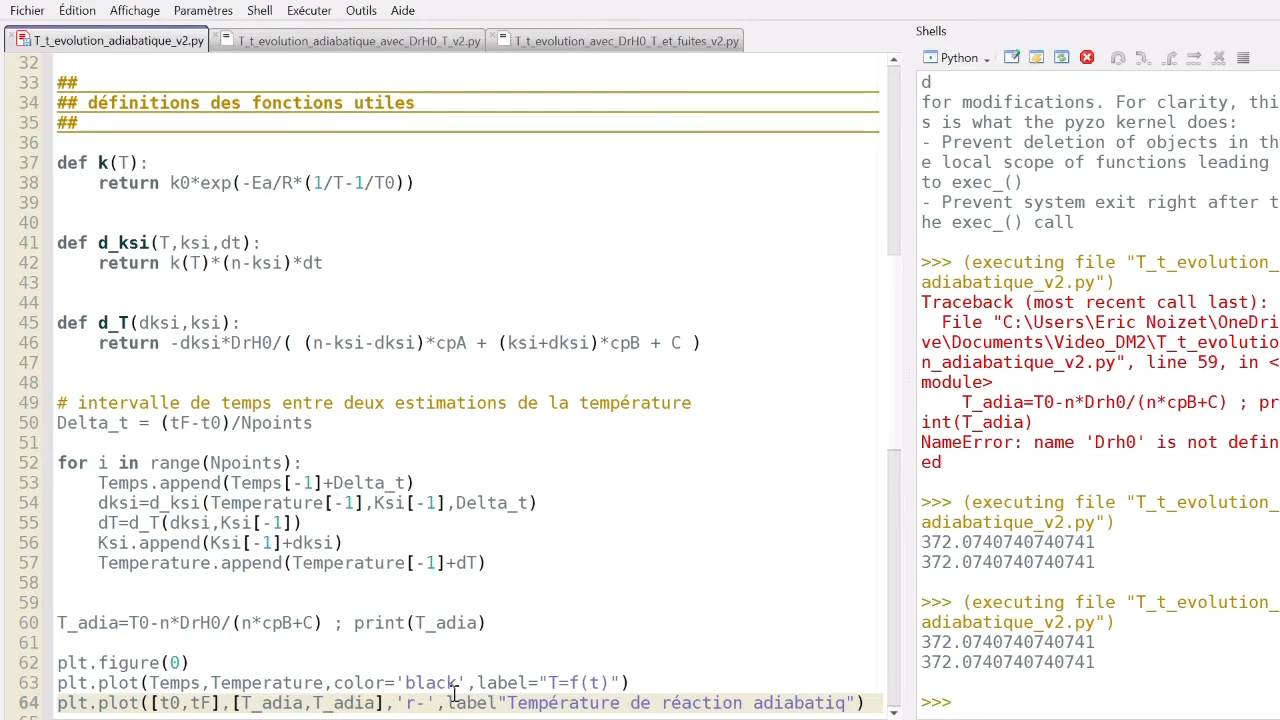 Fichier Édition Affichage Paramètres Shell Exécuter Outils Aide
T_t_evolution_adiabatique_v2.py T_t_evolution_adiabatique_avec_DrH0_T_v2.py T_t_evolution_avec_DrH0_T_et_fuites_v2.py
32
33 ##
34 ## définitions des fonctions utiles
35 ##
36
37 def k(T):
38 return k0*exp(-Ea/R*(1/T-1/T0))
39
40
41 def d_ksi(T,ksi,dt):
42 return k(T)*(n-ksi)*dt
43
44
45 def d_T(dksi,ksi):
46 return -dksi*DrH0/( (n-ksi-dksi)*cpA + (ksi+dksi)*cpB + C )
47
48
49 # intervalle de temps entre deux estimations de la température
50 Delta_t = (tF-t0)/Npoints
51
52 for i in range(Npoints):
53 Temps.append(Temps[-1]+Delta_t)
54 dksi=d_ksi(Temperature[-1],Ksi[-1],Delta_t)
55 dT=d_T(dksi,Ksi[-1])
56 Ksi.append(Ksi[-1]+dksi)
57 Temperature.append(Temperature[-1]+dT)
58
59
60 T_adia=T0-n*DrH0/(n*cpB+C) ; print(T_adia)
61
62 plt.figure(0)
63 plt.plot(Temps,Temperature,color='black',label="T=f(t)")
64 plt.plot([t0,tF],[T_adia,T_adia],'r-',label"Température de réaction adiabatiq")
Shells
Python
d
for modifications. For clarity, thi
s is what the pyzo kernel does:
- Prevent deletion of objects in th
e local scope of functions leading
to exec_()
- Prevent system exit right after t
he exec_() call
>>> (executing file "T_t_evolution_
adiabatique_v2.py")
Traceback (most recent call last):
File "C:\Users\Eric Noizet\OneDri
ve\Documents\Video_DM2\T_t_evolutio
n_adiabatique_v2.py", line 59, in <
module>
T_adia=T0-n*Drh0/(n*cpB+C) ; pr
int(T_adia)
NameError: name 'Drh0' is not defin
ed
>>> (executing file "T_t_evolution_
adiabatique_v2.py")
372.0740740740741
372.0740740740741
>>> (executing file "T_t_evolution_
adiabatique_v2.py")
372.0740740740741
372.0740740740741
>>>